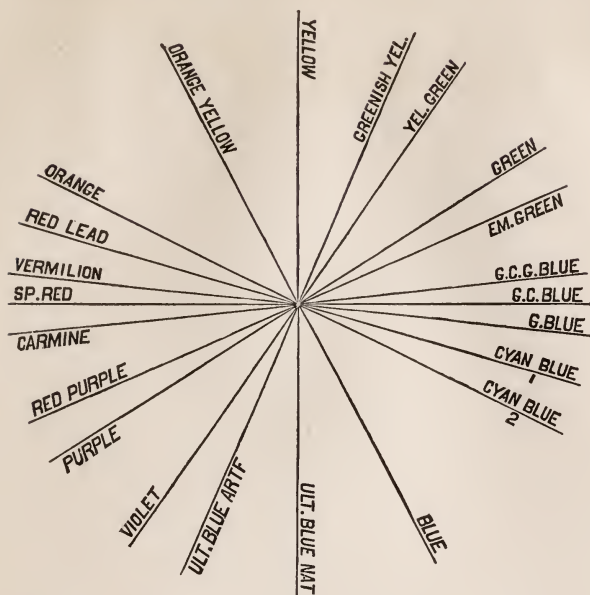 YELLOW
GREENISH YEL.
YEL. GREEN
GREEN
EM. GREEN
G.C.G. BLUE
G.C. BLUE
G. BLUE
CYAN BLUE
1
CYAN BLUE
2
BLUE
ULT. BLUE NAT
ULT. BLUE ARTF
VIOLET
PURPLE
RED PURPLE
CARMINE
SP. RED
VERMILION
RED LEAD
ORANGE
ORANGE YELLOW